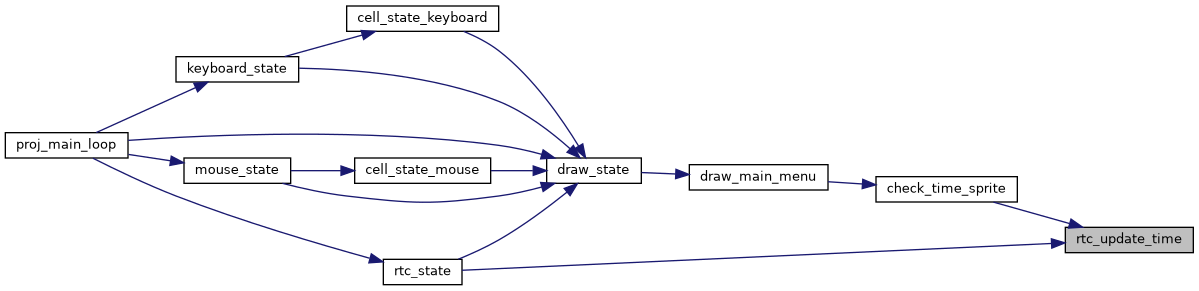 cell_state_keyboard
keyboard_state
proj_main_loop
mouse_state
cell_state_mouse
draw_state
draw_main_menu
check_time_sprite
rtc_update_time
rtc_state